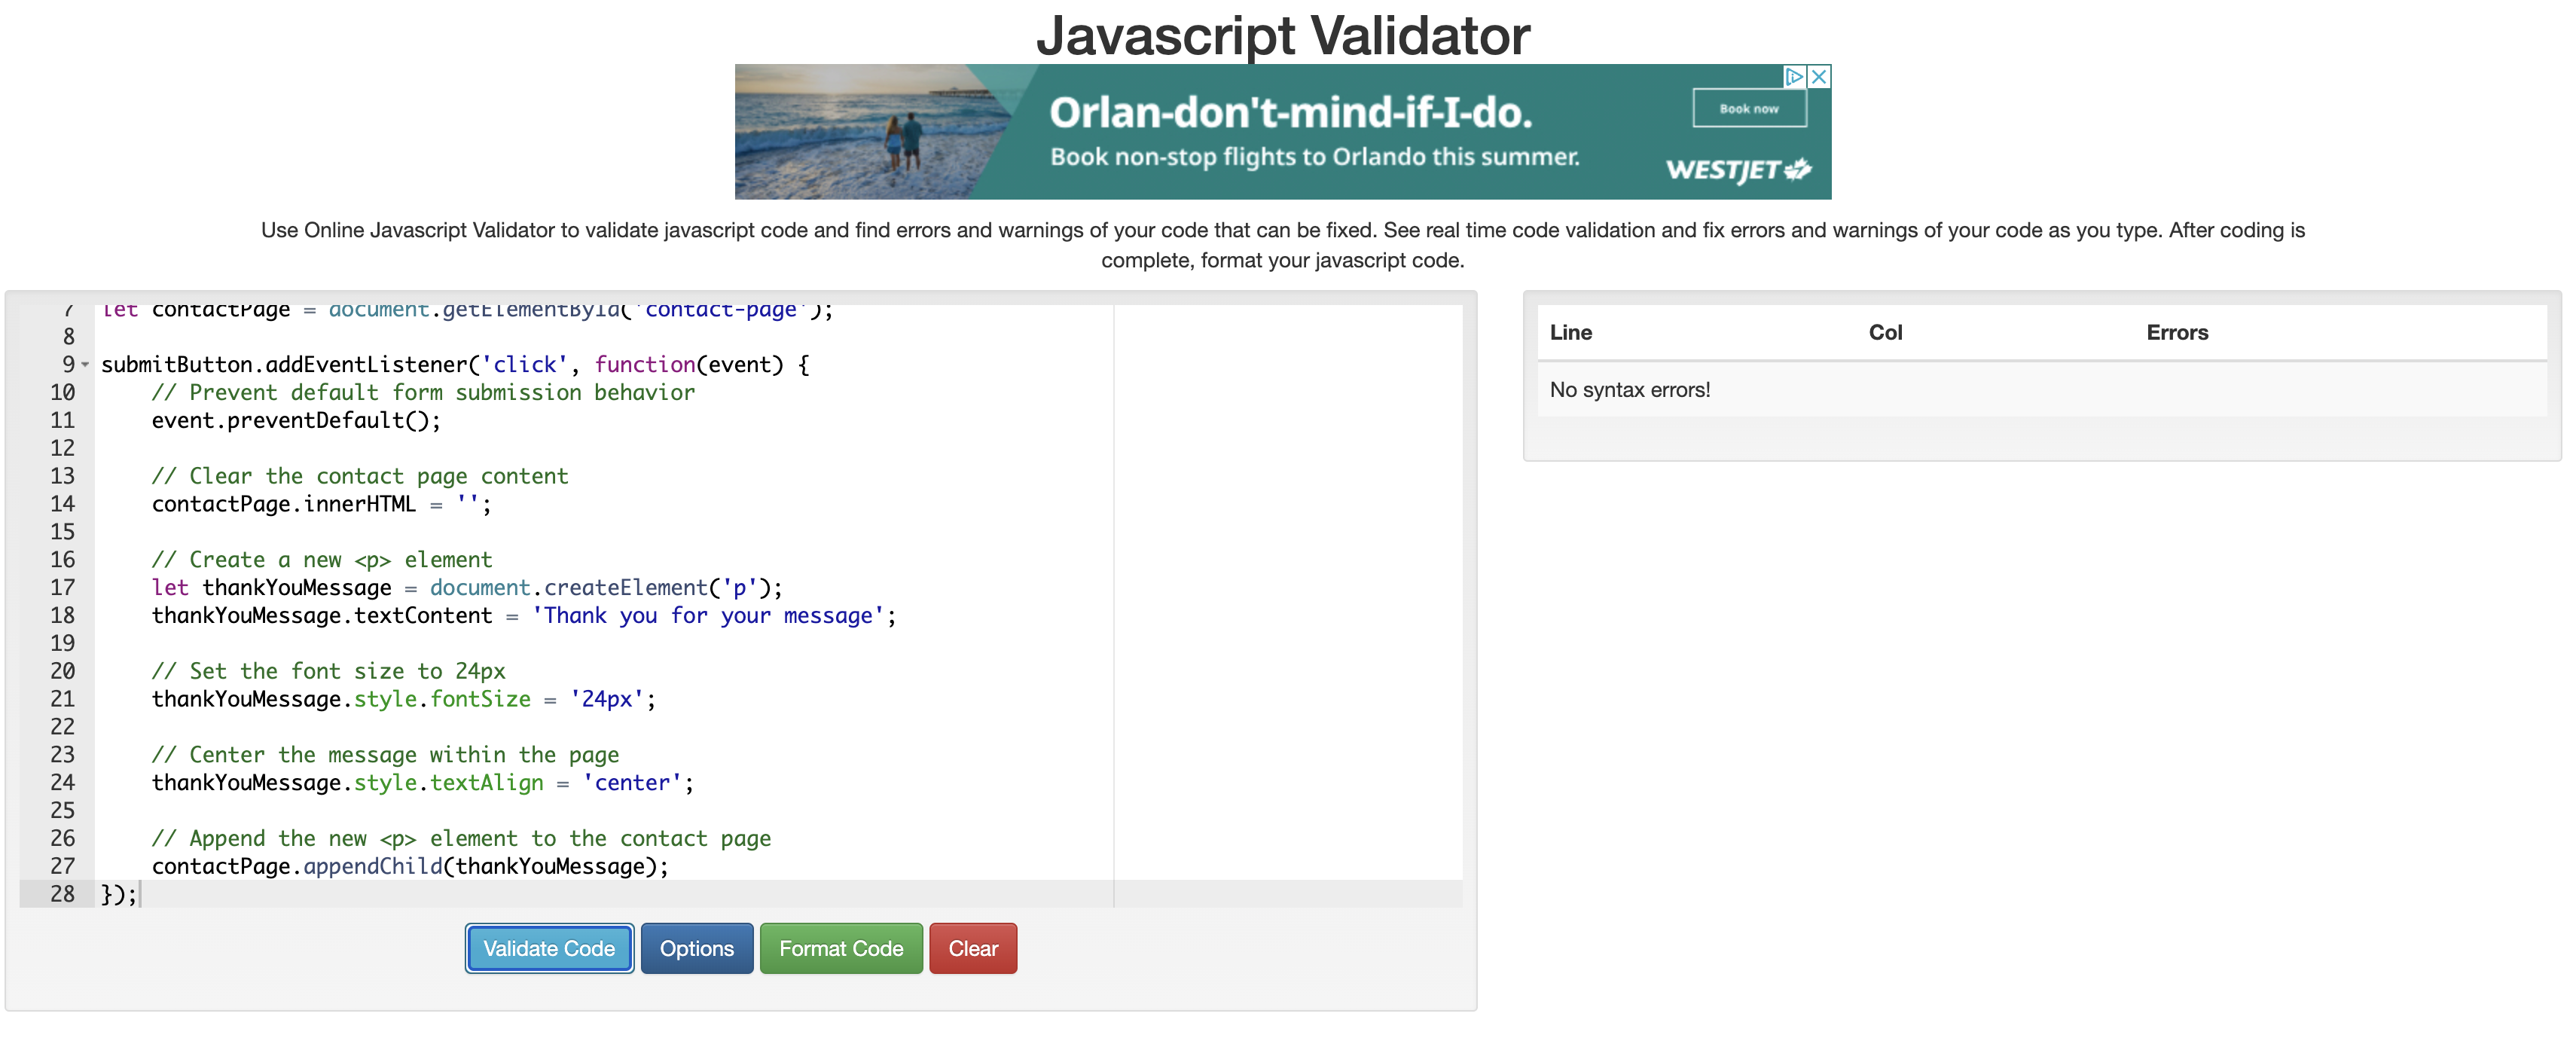 Javascript Validator
Orlan-don't-mind-if-I-do.
Book non-stop flights to Orlando this summer.
Book now
WESTJET
Use Online Javascript Validator to validate javascript code and find errors and warnings of your code that can be fixed. See real time code validation and fix errors and warnings of your code as you type. After coding is
complete, format your javascript code.
7 let contactPage = document.getElementById('contact-page');
8
9 submitButton.addEventListener('click', function(event) {
10     // Prevent default form submission behavior
11     event.preventDefault();
12
13     // Clear the contact page content
14     contactPage.innerHTML = '';
15
16     // Create a new <p> element
17     let thankYouMessage = document.createElement('p');
18     thankYouMessage.textContent = 'Thank you for your message';
19
20     // Set the font size to 24px
21     thankYouMessage.style.fontSize = '24px';
22
23     // Center the message within the page
24     thankYouMessage.style.textAlign = 'center';
25
26     // Append the new <p> element to the contact page
27     contactPage.appendChild(thankYouMessage);
28 });
Validate Code Options Format Code Clear
Line Col Errors
No syntax errors!